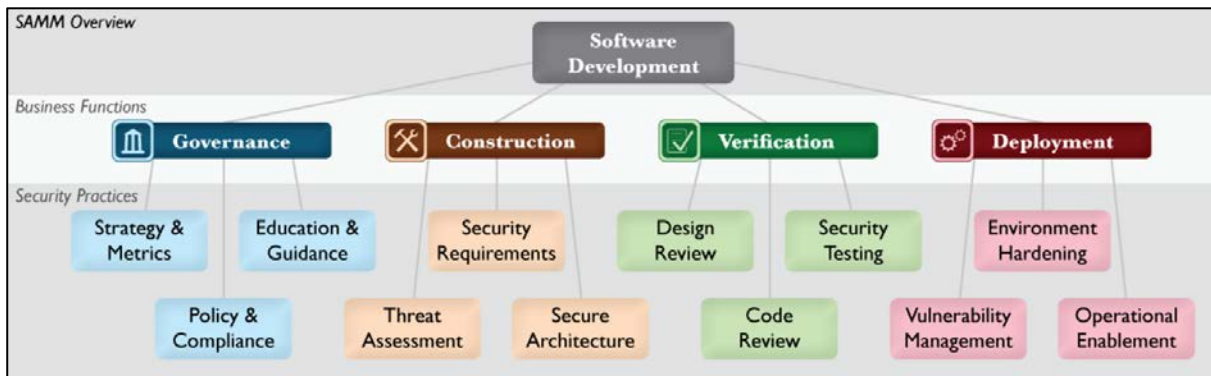 SAMM Overview
Software
Development
Business Functions
Governance
Construction
Verification
Deployment
Security Practices
Strategy &
Metrics
Education &
Guidance
Security
Requirements
Design
Review
Security
Testing
Environment
Hardening
Policy &
Compliance
Threat
Assessment
Secure
Architecture
Code
Review
Vulnerability
Management
Operational
Enablement